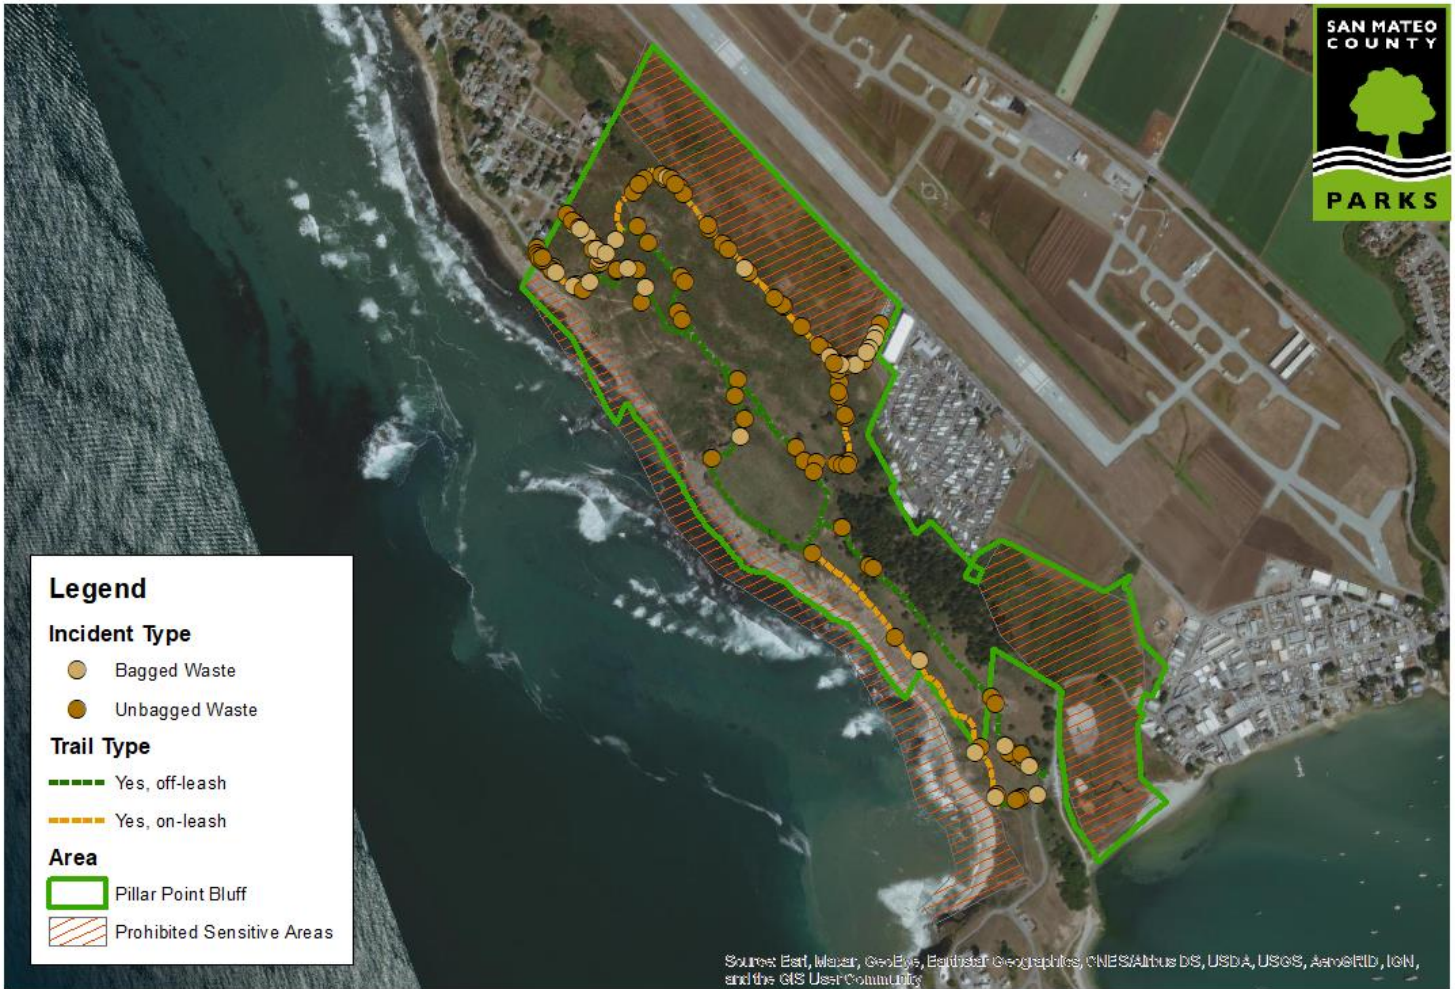 SAN MATEO
COUNTY
PARKS
Legend
Incident Type
Bagged Waste
Unbagged Waste
Trail Type
Yes, off-leash
Yes, on-leash
Area
Pillar Point Bluff
Prohibited Sensitive Areas
Source: Esri, Maxar, GeoEye, Earthstar Geographics, CNES/Airbus DS, USDA, USGS, AeroGRID, IGN,
and the GIS User Community